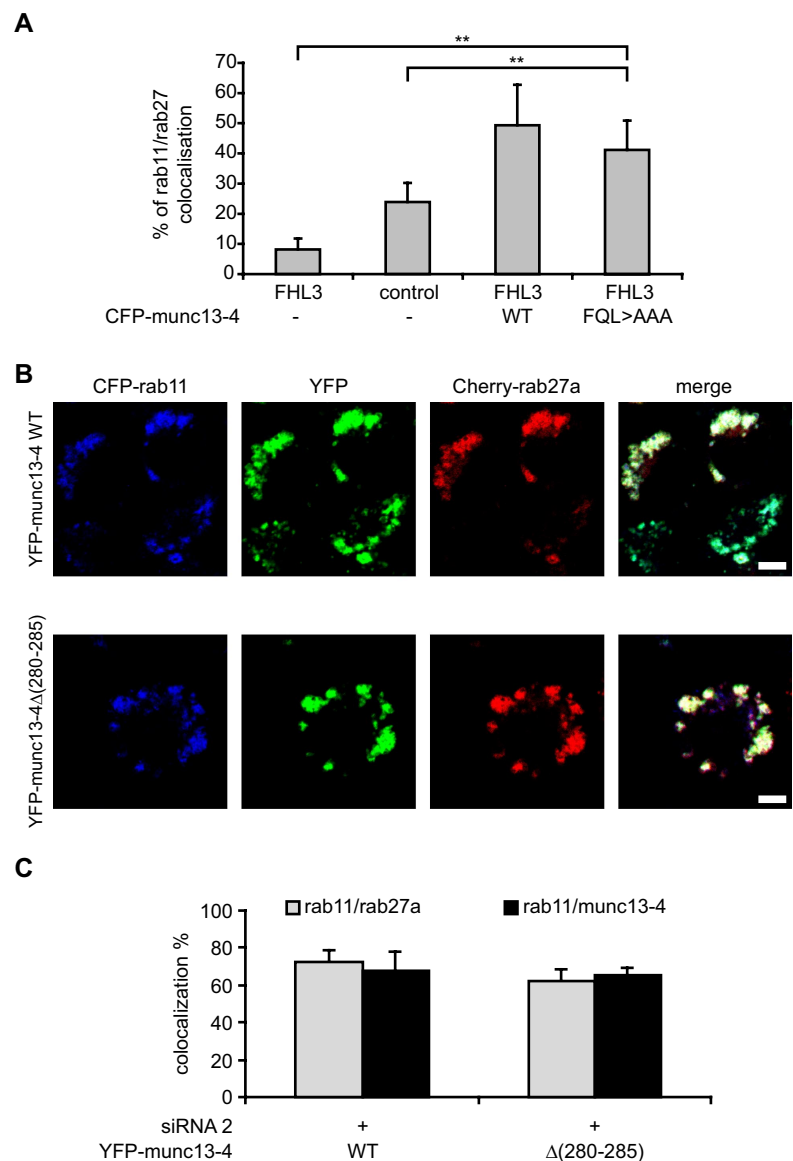 A
**
**
70
60
50
40
30
20
10
0
% of rab11/rab27
colocalisation
FHL3 control FHL3 FHL3
CFP-munc13-4 - - WT FQL>AAA
B
CFP-rab11 YFP Cherry-rab27a merge
YFP-munc13-4 WT
YFP-munc13-4Δ(280-285)
C
rab11/rab27a rab11/munc13-4
100
80
60
40
20
0
colocalization %
siRNA 2 + +
YFP-munc13-4 WT Δ(280-285)